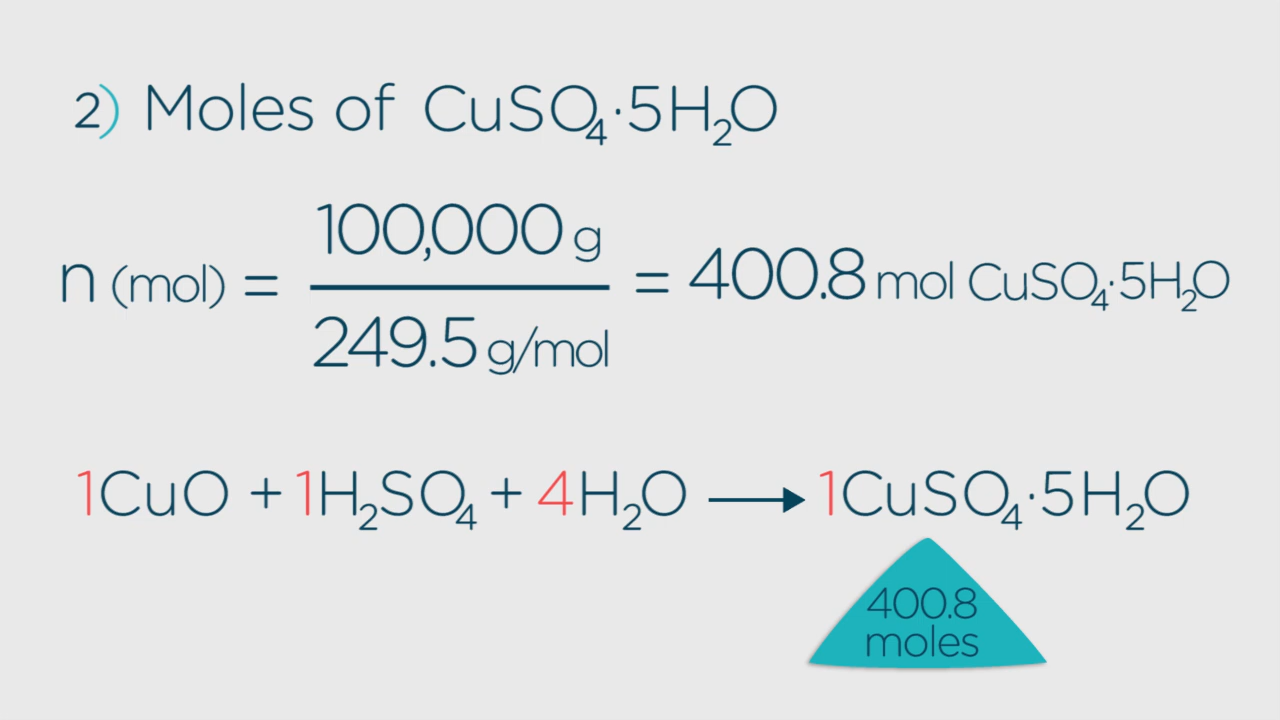 2) Moles of CuSO₄·5H₂O
100,000 g
n (mol) = ＿ = 400.8 mol CuSO₄·5H₂O
249.5 g/mol
1CuO + 1H₂SO₄ + 4H₂O → 1CuSO₄·5H₂O
400.8
moles